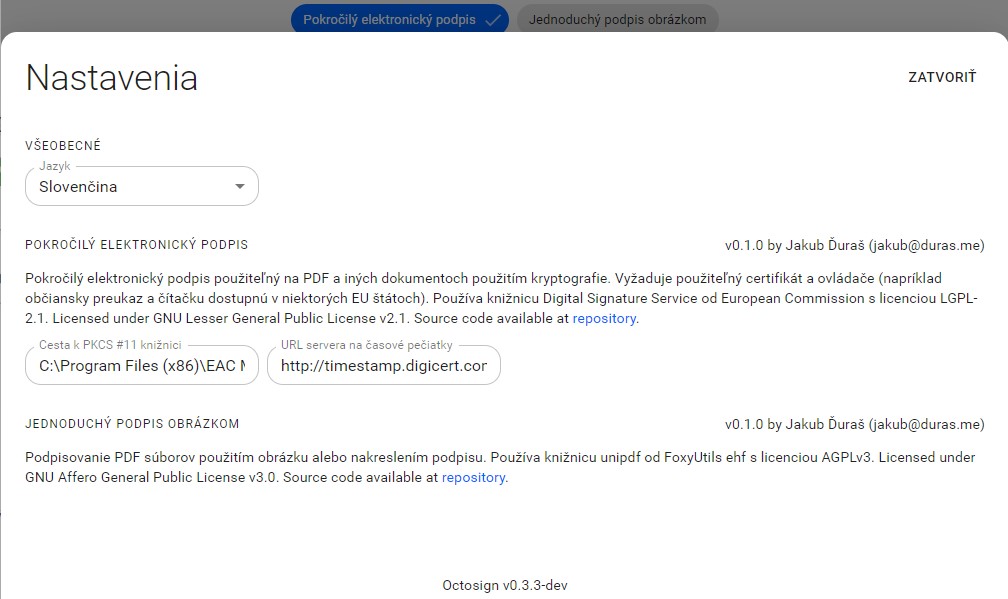 Pokročilý elektronický podpis Jednoduchý podpis obrázkom
Nastavenia
ZATVORIŤ
VŠEOBECNÉ
Jazyk
Slovenčina
POKROČILÝ ELEKTRONICKÝ PODPIS v0.1.0 by Jakub Ďuraš (jakub@duras.me)
Pokročilý elektronický podpis použiteľný na PDF a iných dokumentoch použitím kryptografie. Vyžaduje použiteľný certifikát a ovládače (napríklad
občiansky preukaz a čítačku dostupnú v niektorých EU štátoch). Používa knižnicu Digital Signature Service od European Commission s licenciou LGPL-
2.1. Licensed under GNU Lesser General Public License v2.1. Source code available at repository.
Cesta k PKCS #11 knižnici URL servera na časové pečiatky
C:\Program Files (x86)\EAC M http://timestamp.digicert.con
JEDNODUCHÝ PODPIS OBRÁZKOM v0.1.0 by Jakub Ďuraš (jakub@duras.me)
Podpisovanie PDF súborov použitím obrázku alebo nakreslením podpisu. Používa knižnicu unipdf od FoxyUtils ehf s licenciou AGPLv3. Licensed under
GNU Affero General Public License v3.0. Source code available at repository.
Octosign v0.3.3-dev